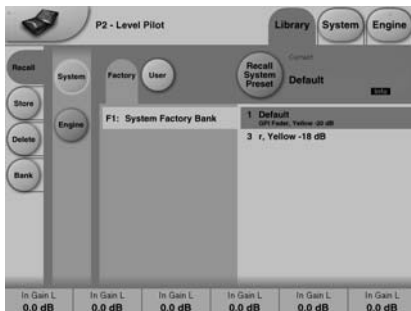 P2 - Level Pilot
Library
System
Engine
Recall
Store
Delete
Bank
System
Engine
Factory
User
Recall System Preset
Current
Default
Info
F1: System Factory Bank
1 Default
GPI Fader, Yellow -20 dB
3 r, Yellow -18 dB
In Gain L
In Gain L
In Gain L
In Gain L
In Gain L
In Gain L
0.0 dB
0.0 dB
0.0 dB
0.0 dB
0.0 dB
0.0 dB